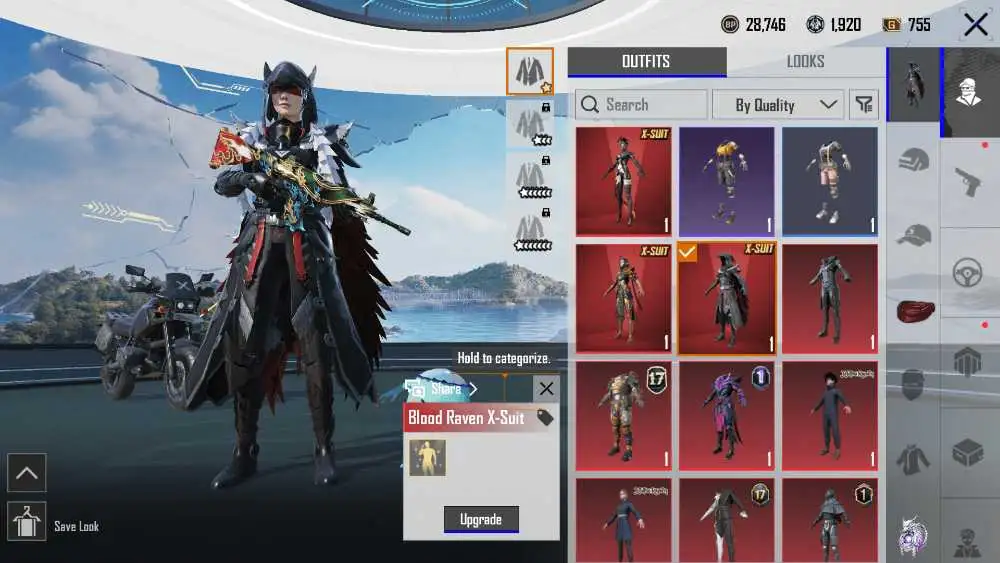 28,746
1,920
755
OUTFITS
LOOKS
Search
By Quality
X-SUIT
1
1
1
X-SUIT
1
X-SUIT
1
1
Hold to categorize.
Share
Blood Raven X-Suit
Upgrade
17
1
1
1
1
17
1
Save Look